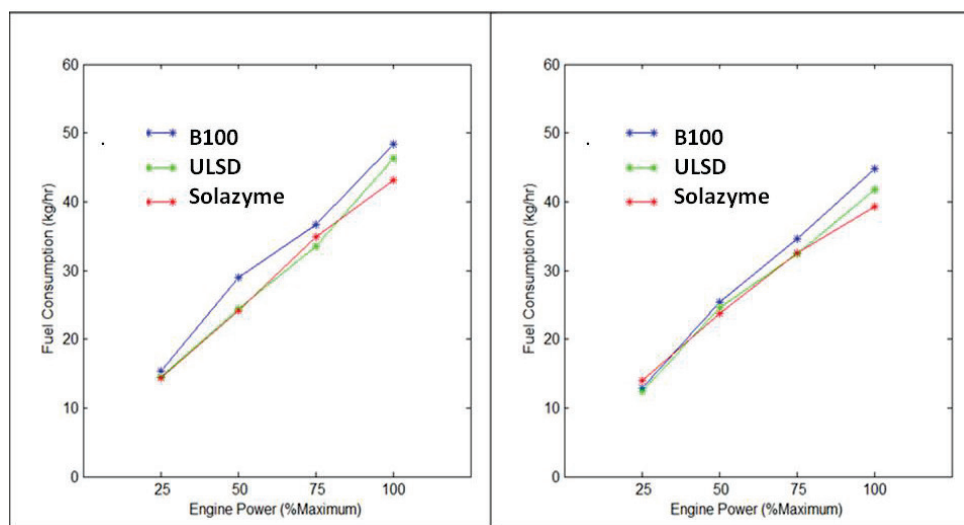 60
50
40
30
20
10
0
Fuel Consumption (kg/hr)
B100
ULSD
Solazyme
25 50 75 100
Engine Power (%Maximum)
60
50
40
30
20
10
0
Fuel Consumption (kg/hr)
B100
ULSD
Solazyme
25 50 75 100
Engine Power (%Maximum)